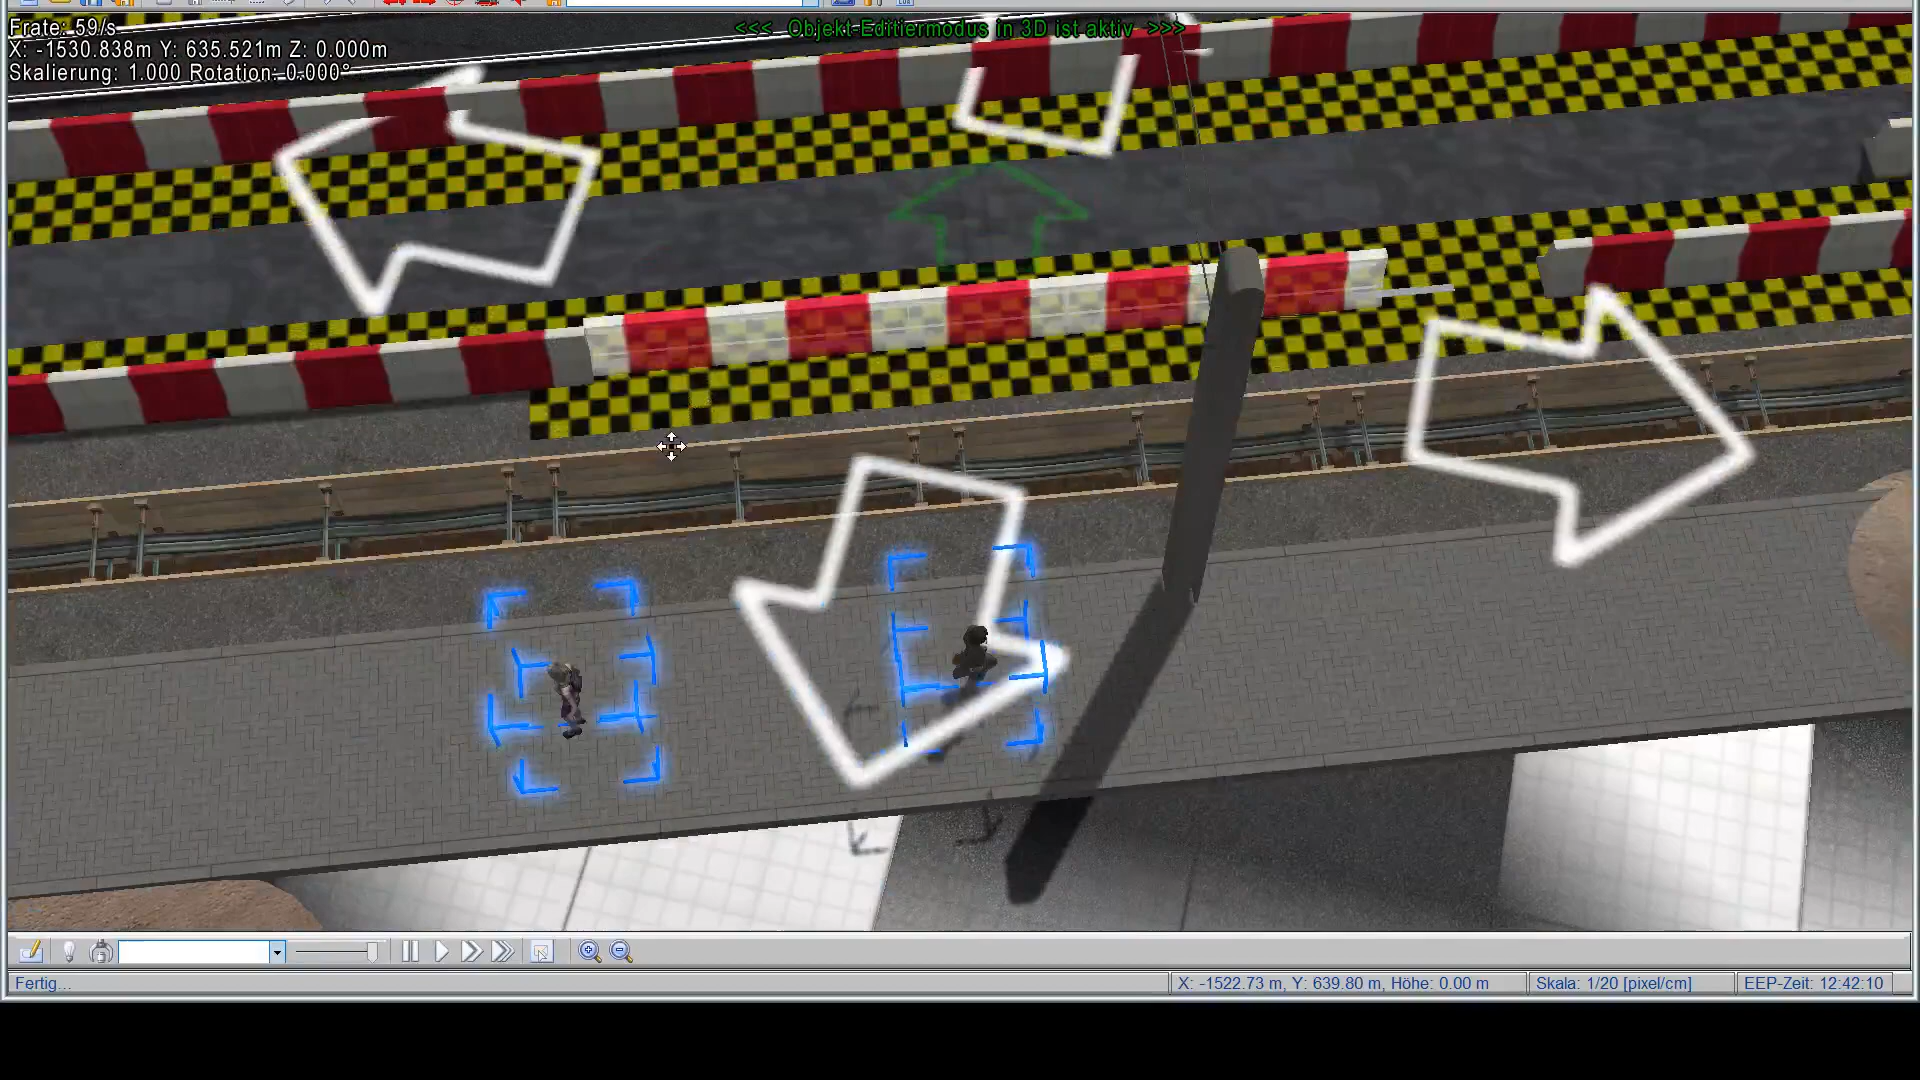 Frate: 59/s
<<< Objekt-Editiermodus in 3D ist aktiv >>>
X: -1530.838m Y: 635.521m Z: 0.000m
Skalierung: 1.000 Rotation: 0.000°
Fertig...
X: -1522.73 m, Y: 639.80 m, Höhe: 0.00 m
Skala: 1/20 [pixel/cm]
EEP-Zeit: 12:42:10